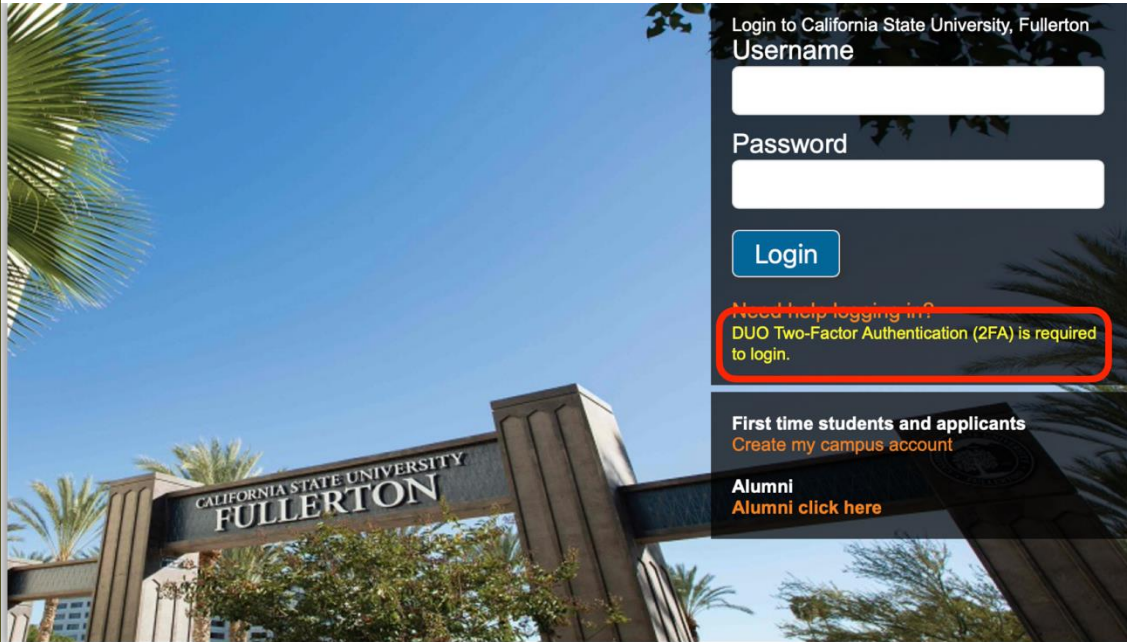 Login to California State University, Fullerton
Username
Password
Login
Need help logging in?
DUO Two-Factor Authentication (2FA) is required
to login.
First time students and applicants
Create my campus account
Alumni
Alumni click here
CALIFORNIA STATE UNIVERSITY
FULLERTON